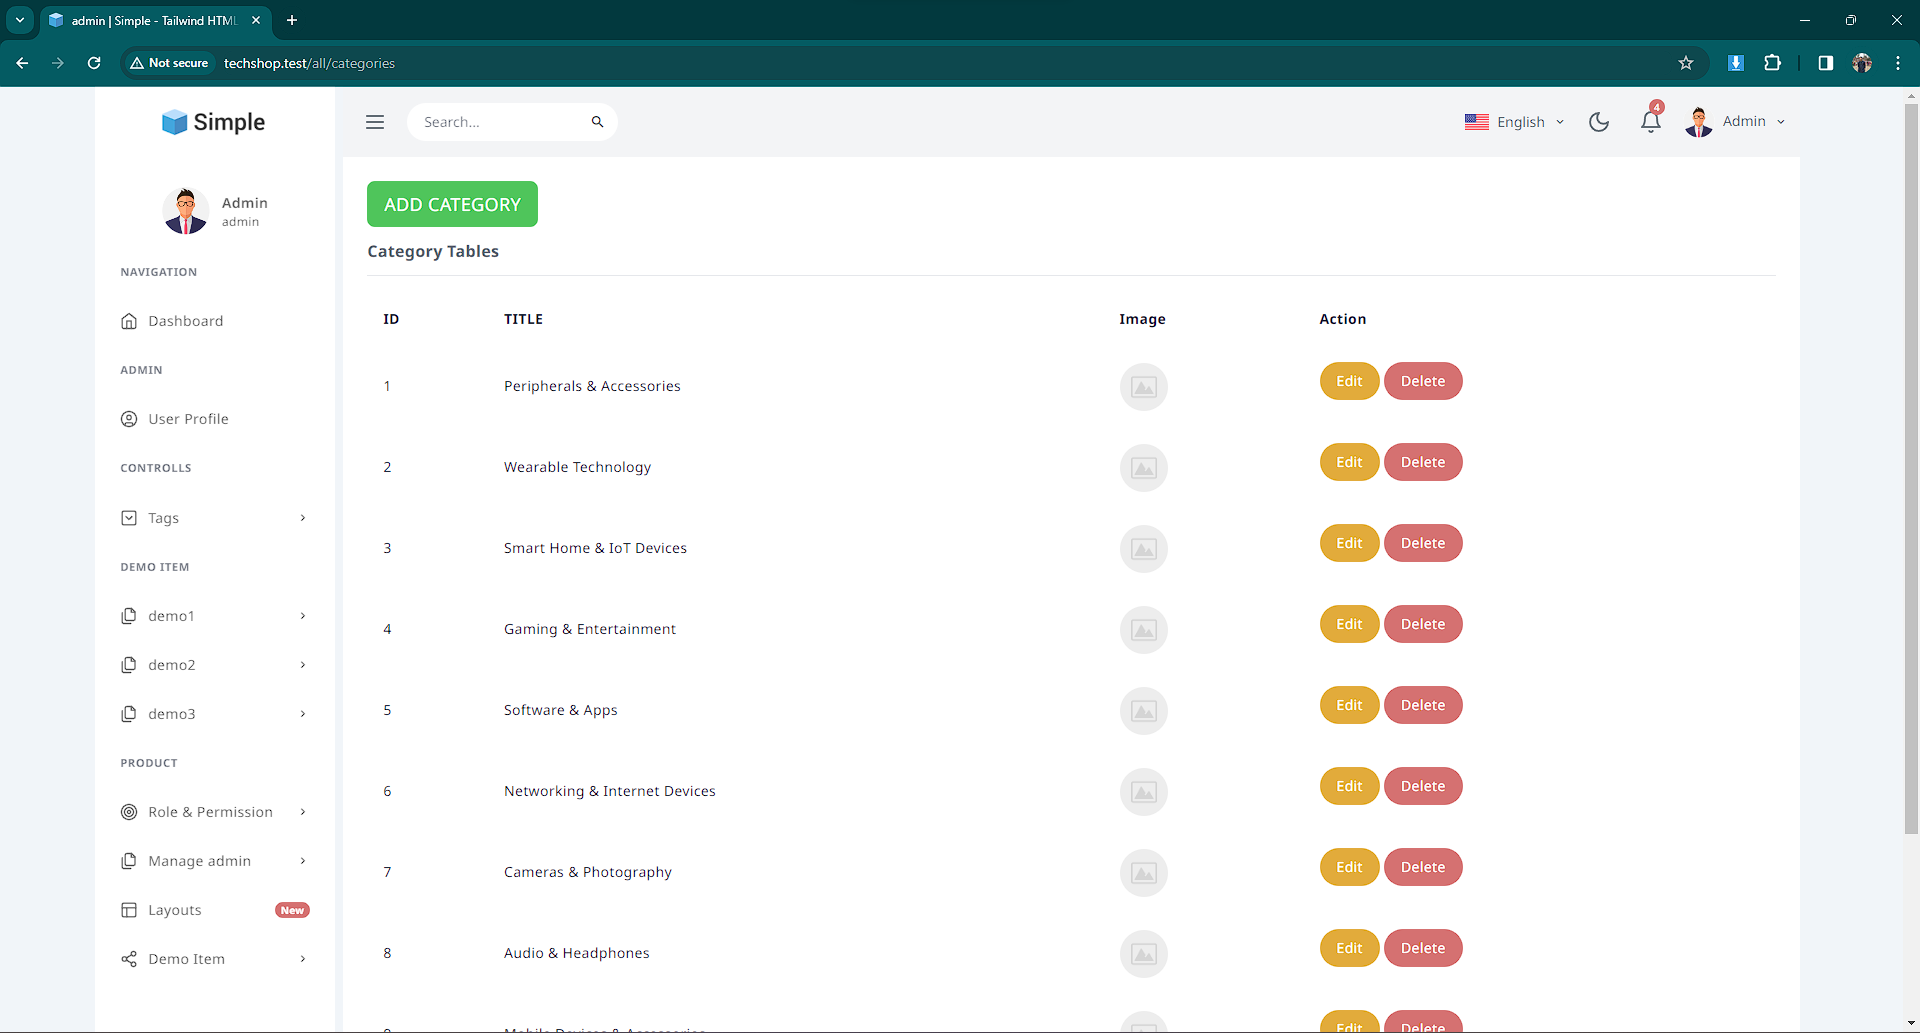 admin | Simple - Tailwind HTML
Not secure
techshop.test/all/categories
Simple
Search...
English
4
Admin
Admin
admin
NAVIGATION
Dashboard
ADMIN
User Profile
CONTROLLS
Tags
DEMO ITEM
demo1
demo2
demo3
PRODUCT
Role & Permission
Manage admin
Layouts New
Demo Item
ADD CATEGORY
Category Tables
ID TITLE Image Action
1 Peripherals & Accessories Edit Delete
2 Wearable Technology Edit Delete
3 Smart Home & IoT Devices Edit Delete
4 Gaming & Entertainment Edit Delete
5 Software & Apps Edit Delete
6 Networking & Internet Devices Edit Delete
7 Cameras & Photography Edit Delete
8 Audio & Headphones Edit Delete
9 Mobile Devices & Accessories Edit Delete